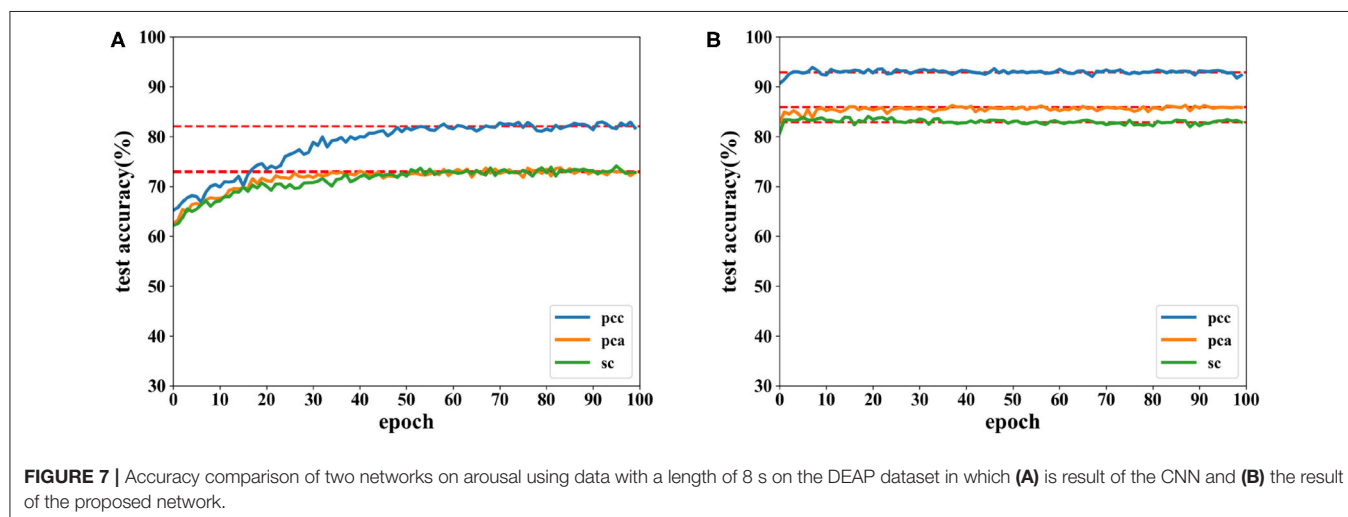 A
100
90
80
70
60
50
40
30
0 10 20 30 40 50 60 70 80 90 100
test accuracy(%)
epoch
pcc
pca
sc
B
100
90
80
70
60
50
40
30
0 10 20 30 40 50 60 70 80 90 100
test accuracy(%)
epoch
pcc
pca
sc
FIGURE 7 | Accuracy comparison of two networks on arousal using data with a length of 8 s on the DEAP dataset in which (A) is result of the CNN and (B) the result
of the proposed network.